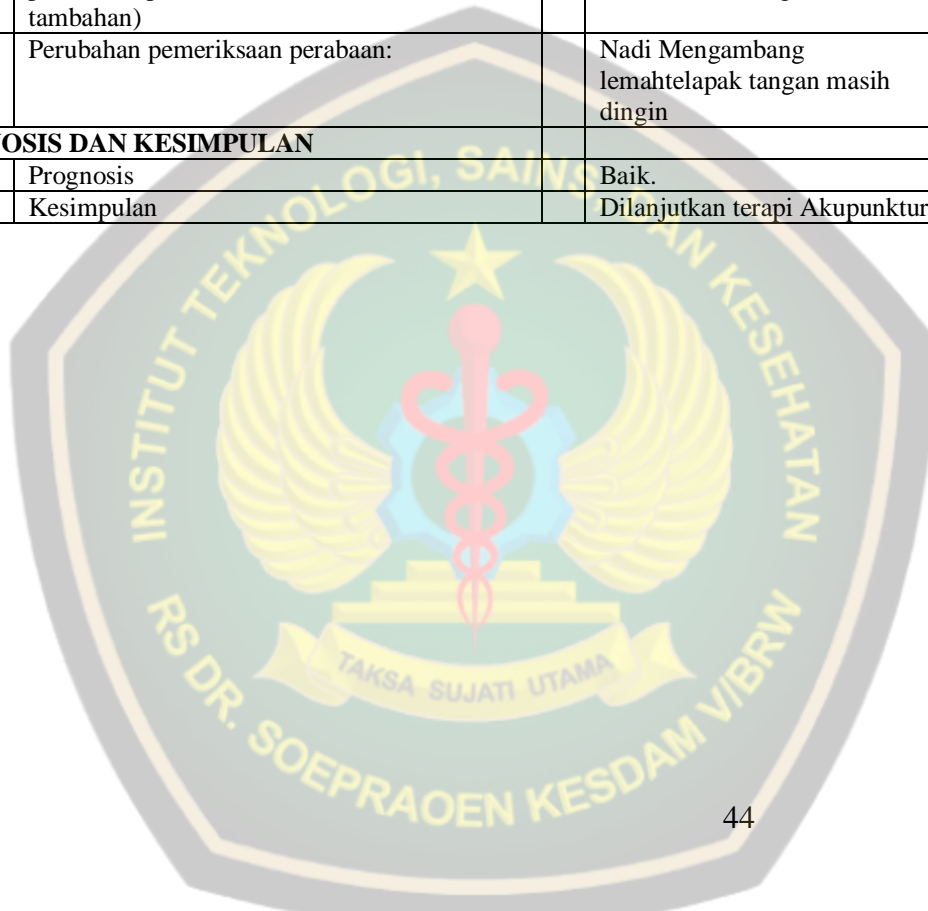 tambahan)
Perubahan pemeriksaan perabaan:
Nadi Mengambang
lemahtelapak tangan masih
dingin
OSIS DAN KESIMPULAN
Prognosis
Baik.
Kesimpulan
Dilanjutkan terapi Akupunktur
INSTITUT TEKNOLOGI, SAINS, DAN KESEHATAN
TAKSA SUJATI UTAMA
RS DR. SOEPRAOEN KESDAM V/BRW
44